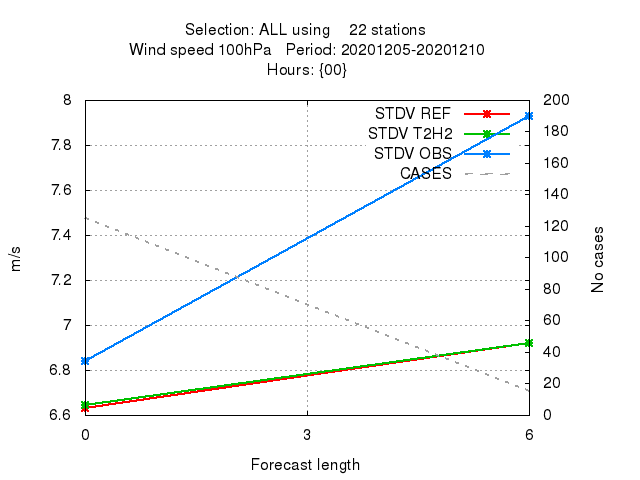 Selection: ALL using 22 stations
Wind speed 100hPa Period: 20201205-20201210
Hours: {00}
8 200
STDV REF
180
STDV T2H2
7.8
STDV OBS
160
CASES
7.6
140
7.4
120
m/s
No cases
100
7.2
80
7
60
6.8
40
20
6.6 0
0 3 6
Forecast length